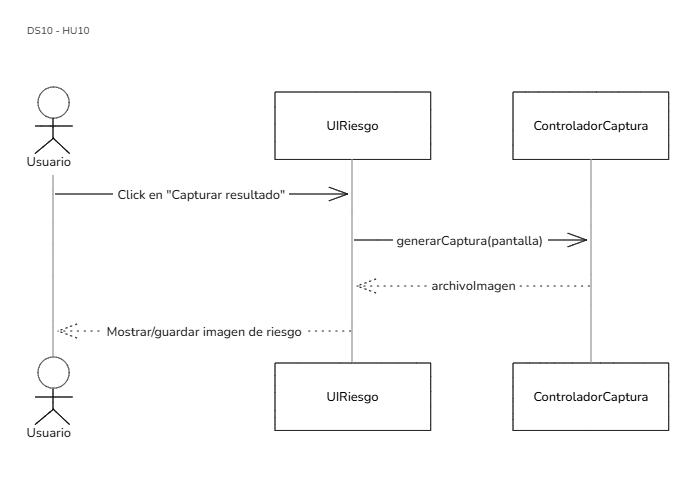 DS10 - HU10
Usuario
UIRiesgo
ControladorCaptura
Click en "Capturar resultado"
generarCaptura(pantalla)
archivoImagen
Mostrar/guardar imagen de riesgo
Usuario
UIRiesgo
ControladorCaptura